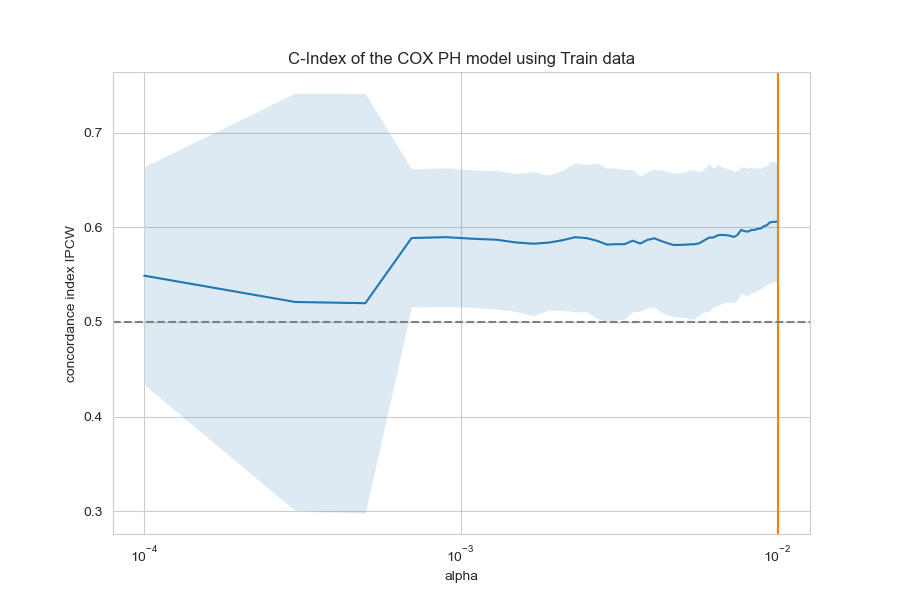 C-Index of the COX PH model using Train data
concordance index IPCW
0.7
0.6
0.5
0.4
0.3
10⁻⁴
10⁻³
10⁻²
alpha